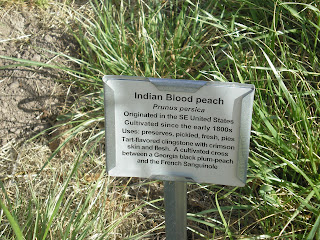 Indian Blood peach
Prunus persica
Originated in the SE United States
Cultivated since the early 1800s
Uses: preserves, pickled, fresh, pies
Tart-flavored clingstone with crimson
skin and flesh. A cultivated cross
between a Georgia black plum-peach
and the French Sanguinole